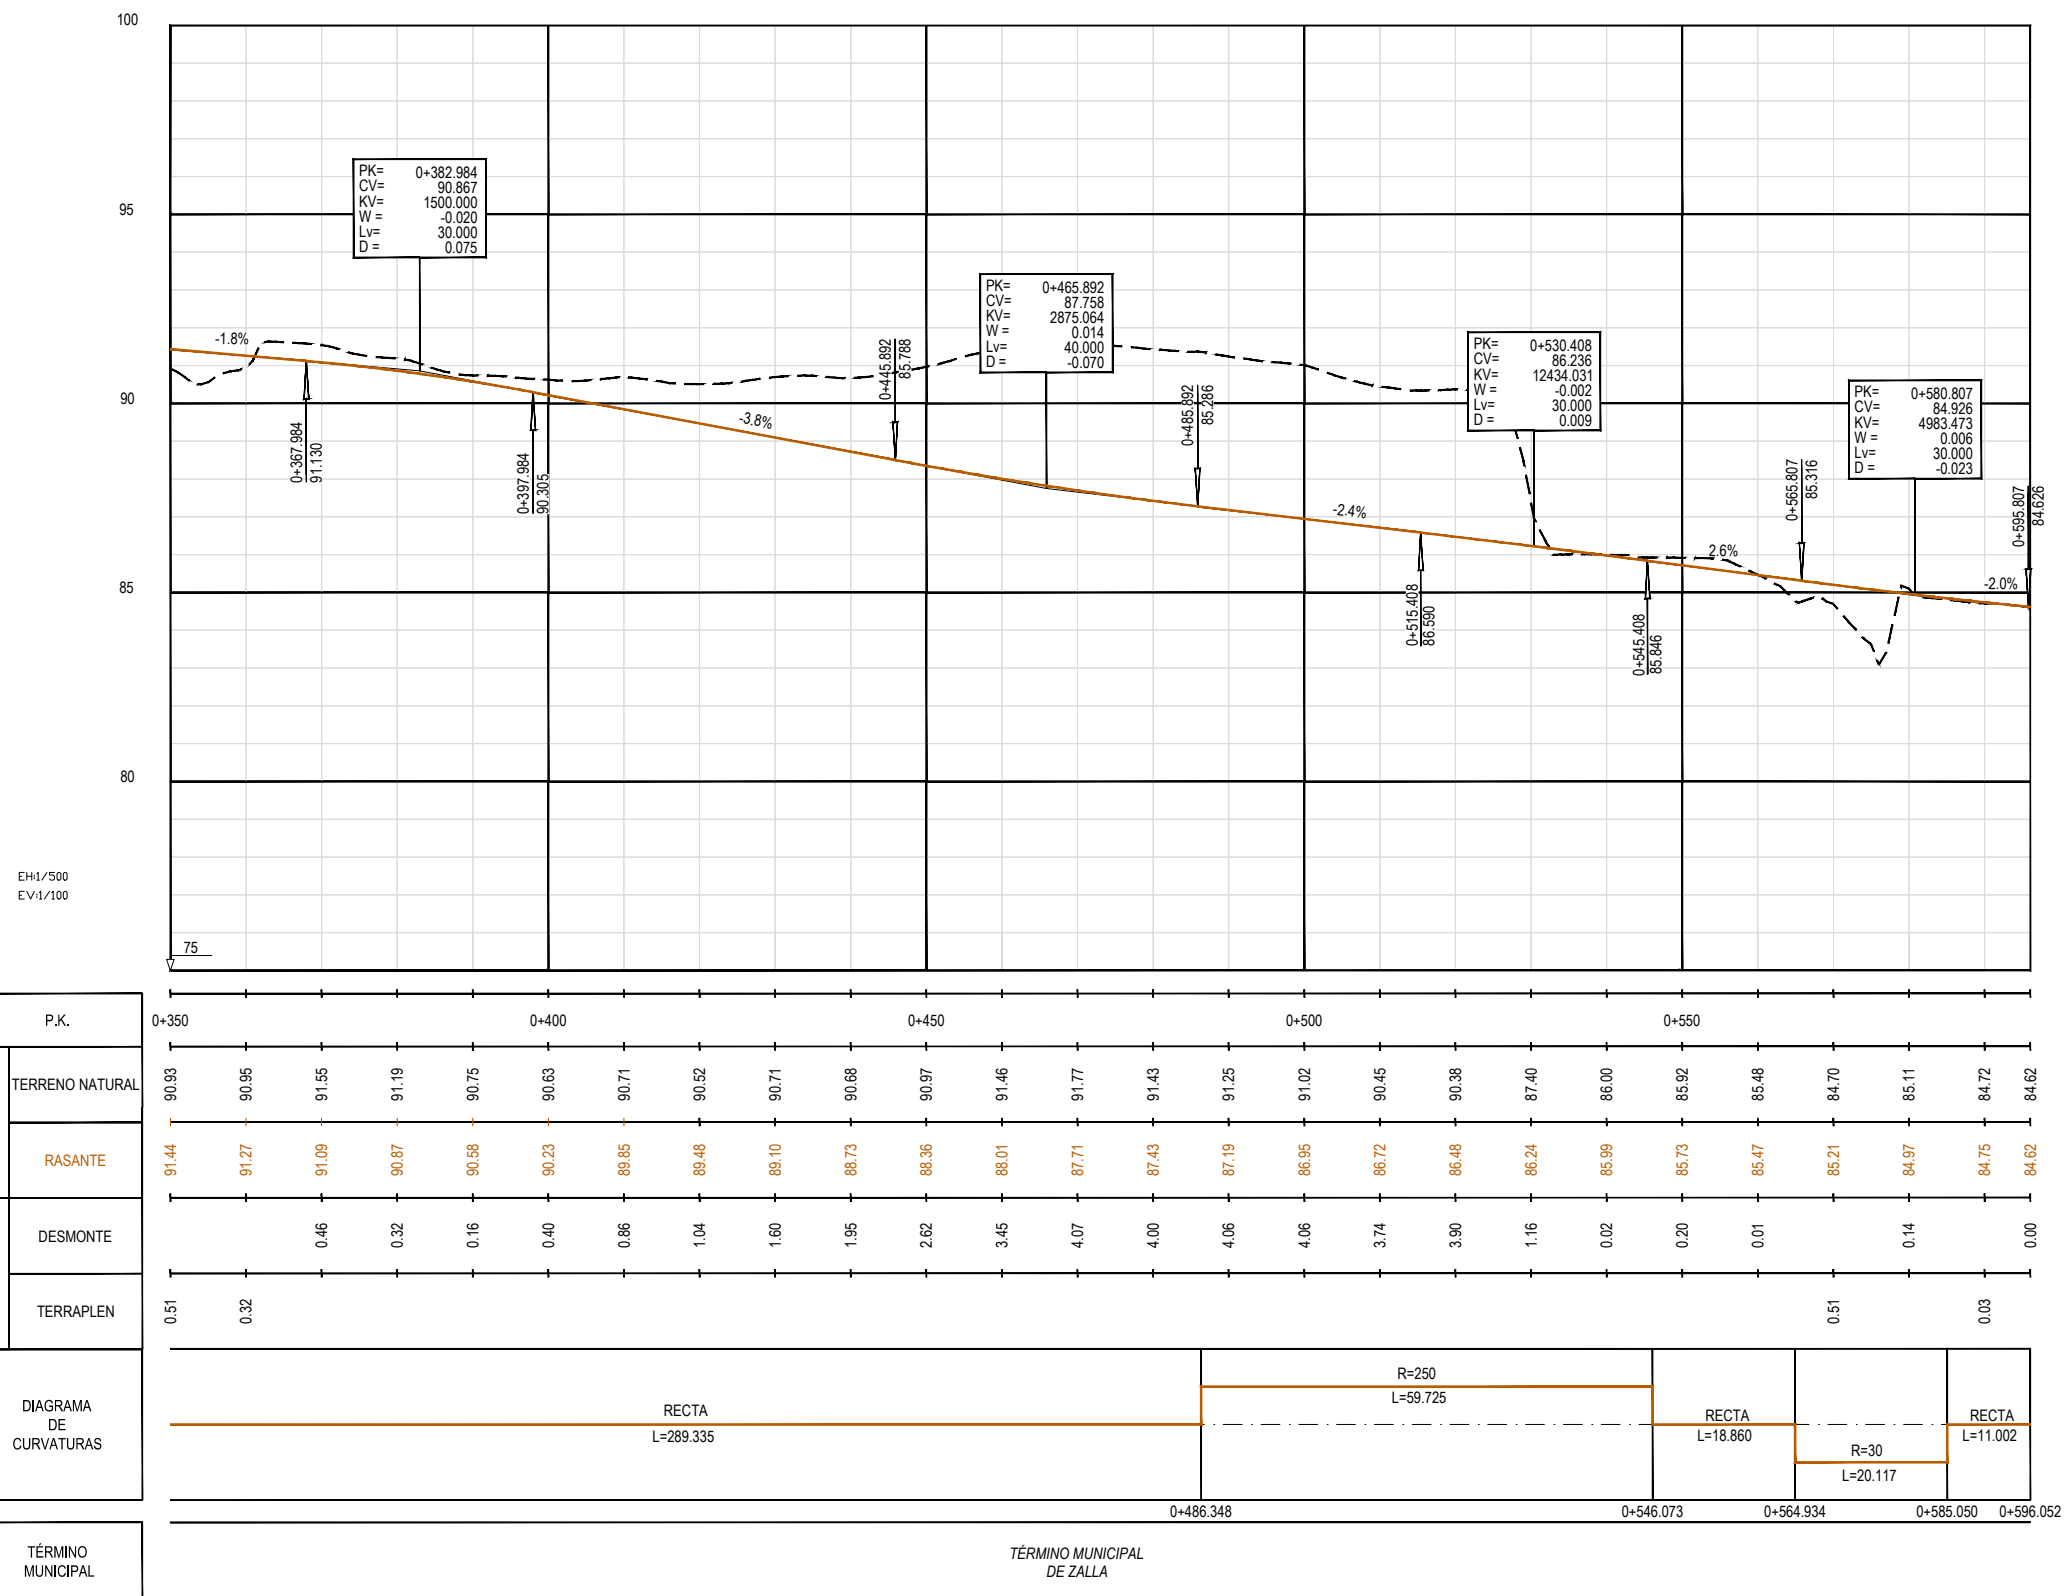 100
95
90
85
80
75
PK= 0+382.984
CV= 90.867
KV= 1500.000
W = -0.020
Lv= 30.000
D = 0.075
PK= 0+465.892
CV= 87.758
KV= 2875.064
W = 0.014
Lv= 40.000
D = -0.070
PK= 0+530.408
CV= 86.236
KV= 12434.031
W = -0.002
Lv= 30.000
D = 0.009
PK= 0+580.807
CV= 84.926
KV= 4983.473
W = 0.006
Lv= 30.000
D = -0.023
-1.8%
-3.8%
-2.4%
2.6%
-2.0%
0+367.984
91.130
0+397.984
90.305
0+445.892
85.788
0+485.892
85.286
0+515.408
86.590
0+545.408
85.846
0+565.807
85.316
0+595.807
84.626
EH:1/500
EV:1/100
P.K. 0+350 0+400 0+450 0+500 0+550
TERRENO NATURAL 90.93 90.95 91.55 91.19 90.75 90.63 90.71 90.52 90.71 90.68 90.97 91.46 91.77 91.43 91.25 91.02 90.45 90.38 87.40 86.00 85.92 85.48 84.70 85.11 84.72 84.62
RASANTE 91.44 91.27 91.09 90.87 90.58 90.23 89.85 89.48 89.10 88.73 88.36 88.01 87.71 87.43 87.19 86.95 86.72 86.48 86.24 85.99 85.73 85.47 85.21 84.97 84.75 84.62
DESMONTE 0.46 0.32 0.16 0.40 0.86 1.04 1.60 1.95 2.62 3.45 4.07 4.00 4.06 4.06 3.74 3.90 1.16 0.02 0.20 0.01 0.14 0.00
TERRAPLEN 0.51 0.32 0.51 0.03
DIAGRAMA
DE
CURVATURAS
RECTA
L=289.335
R=250
L=59.725
RECTA
L=18.860
R=30
L=20.117
RECTA
L=11.002
0+486.348 0+546.073 0+564.934 0+585.050 0+596.052
TÉRMINO
MUNICIPAL
TÉRMINO MUNICIPAL
DE ZALLA